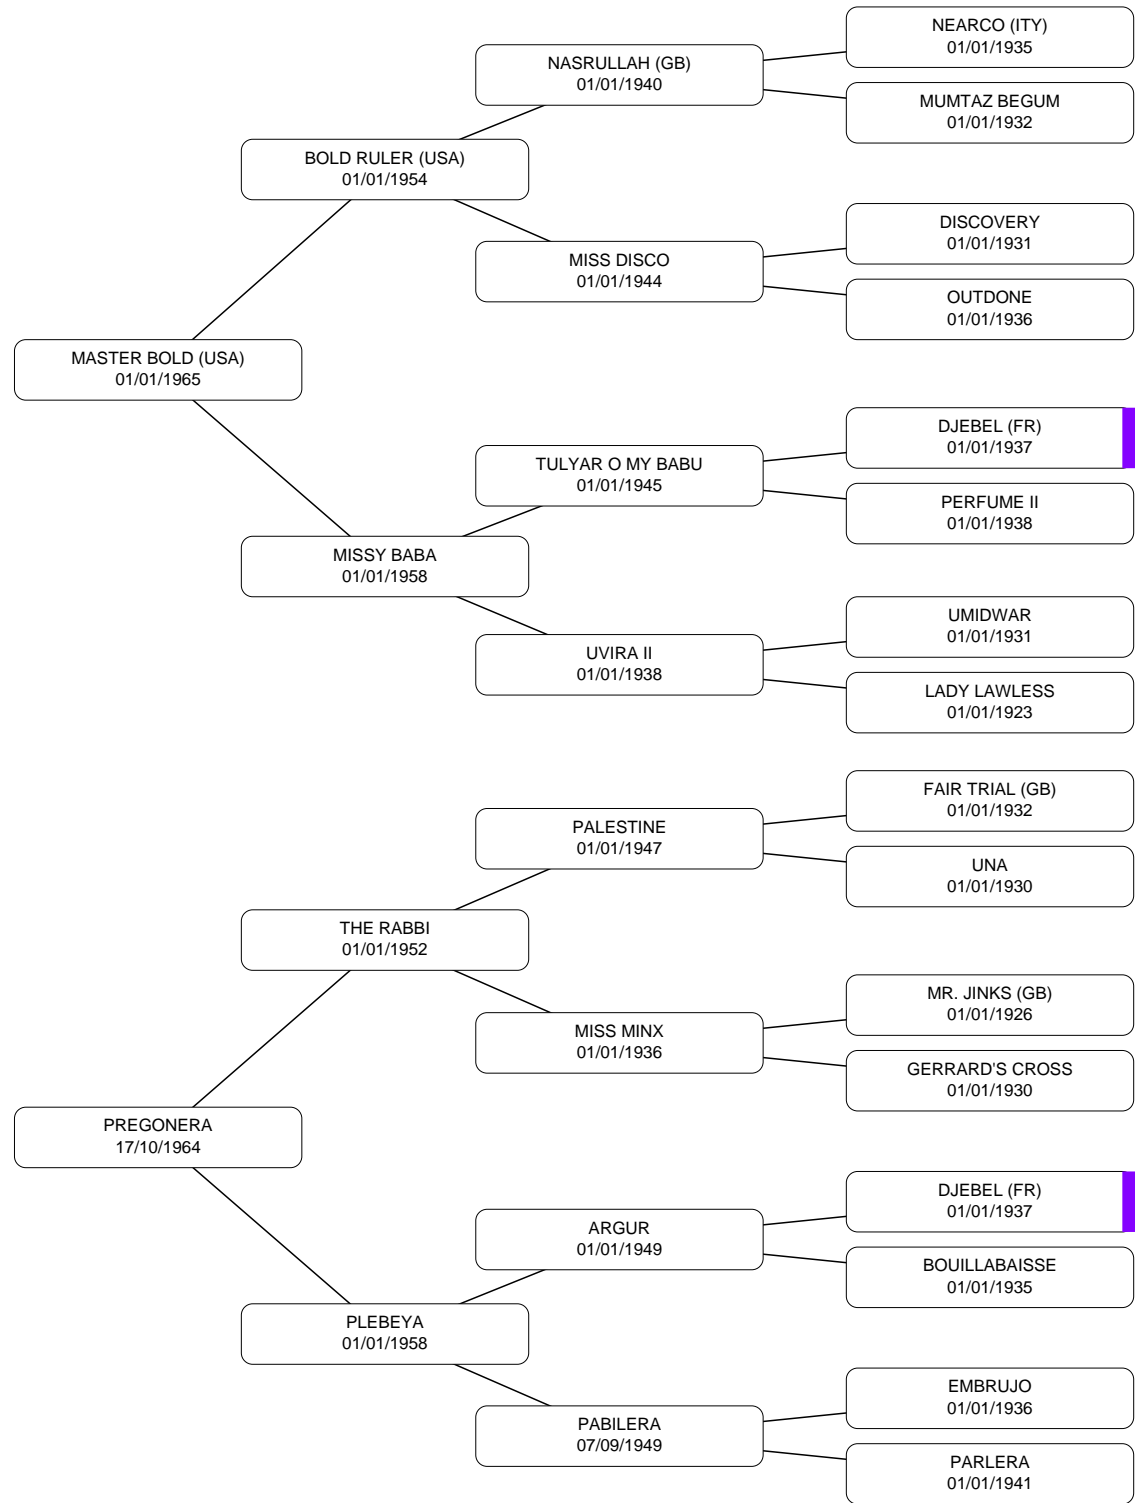 NEARCO (ITY)
01/01/1935
NASRULLAH (GB)
01/01/1940
MUMTAZ BEGUM
01/01/1932
BOLD RULER (USA)
01/01/1954
DISCOVERY
01/01/1931
MISS DISCO
01/01/1944
OUTDONE
01/01/1936
MASTER BOLD (USA)
01/01/1965
DJEBEL (FR)
01/01/1937
TULYAR O MY BABU
01/01/1945
PERFUME II
01/01/1938
MISSY BABA
01/01/1958
UMIDWAR
01/01/1931
UVIRA II
01/01/1938
LADY LAWLESS
01/01/1923
FAIR TRIAL (GB)
01/01/1932
PALESTINE
01/01/1947
UNA
01/01/1930
THE RABBI
01/01/1952
MR. JINKS (GB)
01/01/1926
MISS MINX
01/01/1936
GERRARD'S CROSS
01/01/1930
PREGONERA
17/10/1964
DJEBEL (FR)
01/01/1937
ARGUR
01/01/1949
BOUILLABAISSE
01/01/1935
PLEBEYA
01/01/1958
EMBRUJO
01/01/1936
PABILERA
07/09/1949
PARLERA
01/01/1941